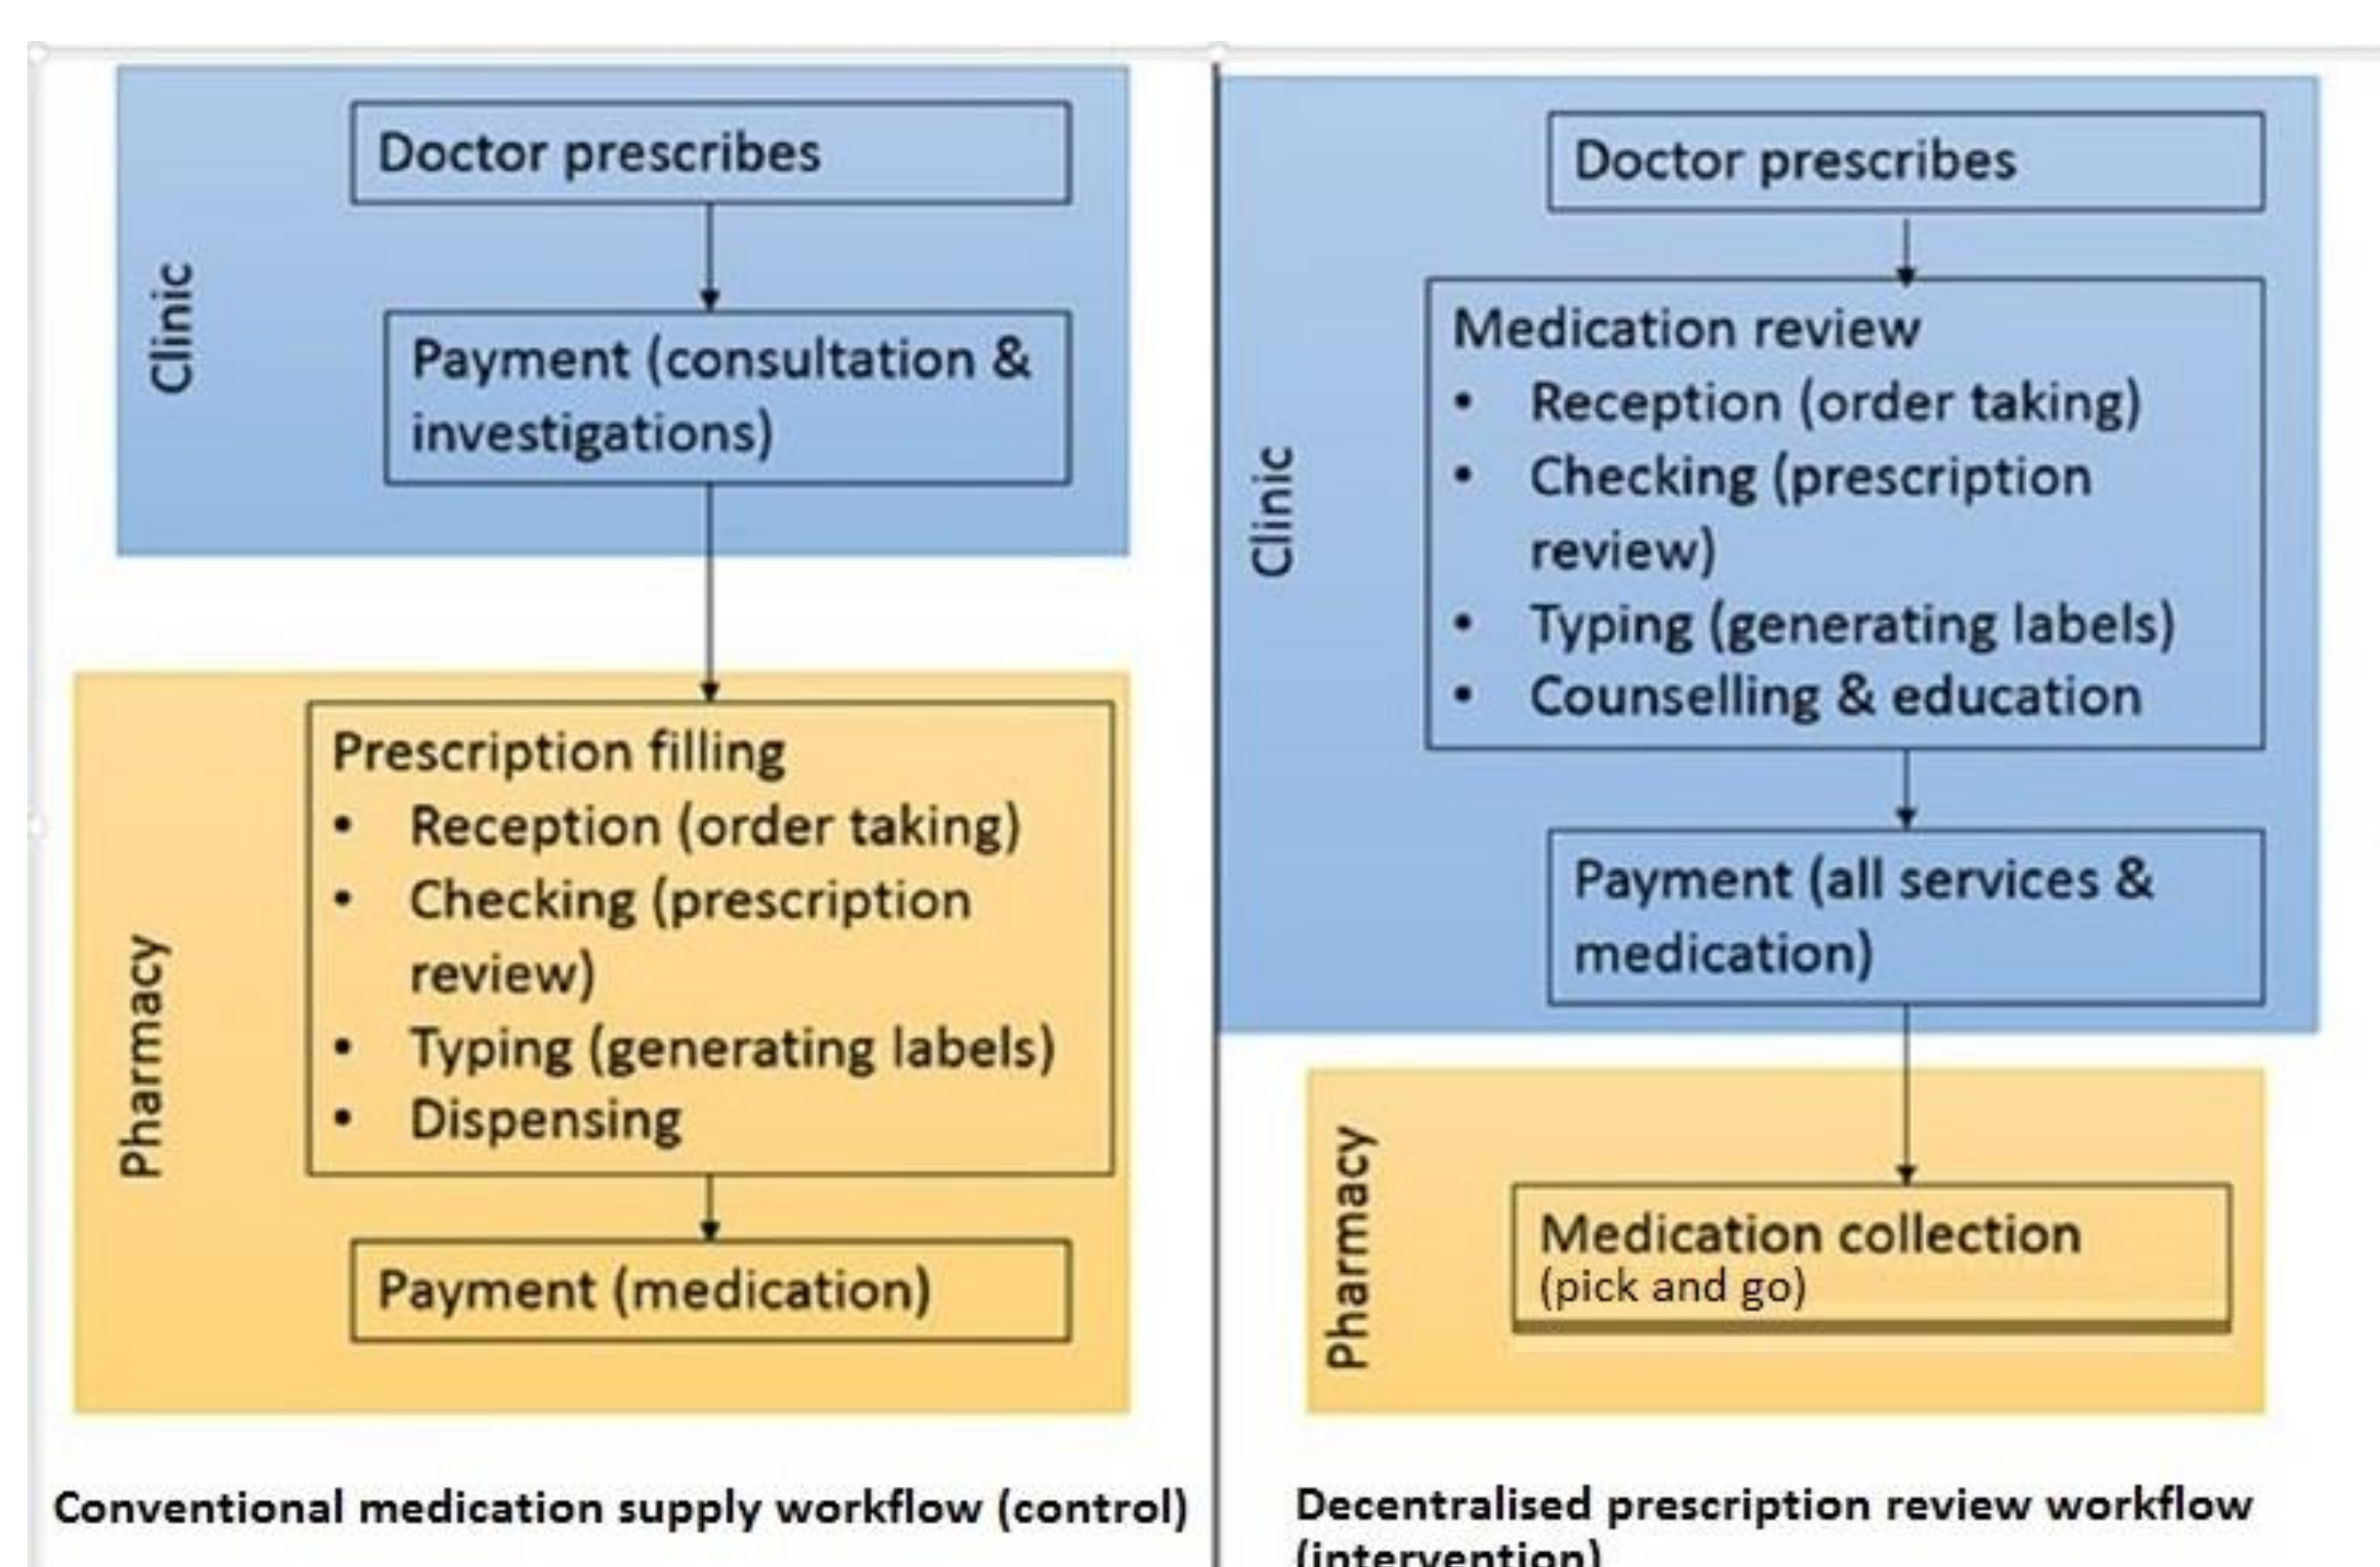 Clinic
Doctor prescribes
Payment (consultation &
investigations)
Pharmacy
Prescription filling
• Reception (order taking)
• Checking (prescription
review)
• Typing (generating labels)
• Dispensing
Payment (medication)
Conventional medication supply workflow (control)
Clinic
Doctor prescribes
Medication review
• Reception (order taking)
• Checking (prescription
review)
• Typing (generating labels)
• Counselling & education
Payment (all services &
medication)
Pharmacy
Medication collection
(pick and go)
Decentralised prescription review workflow
(intervention)